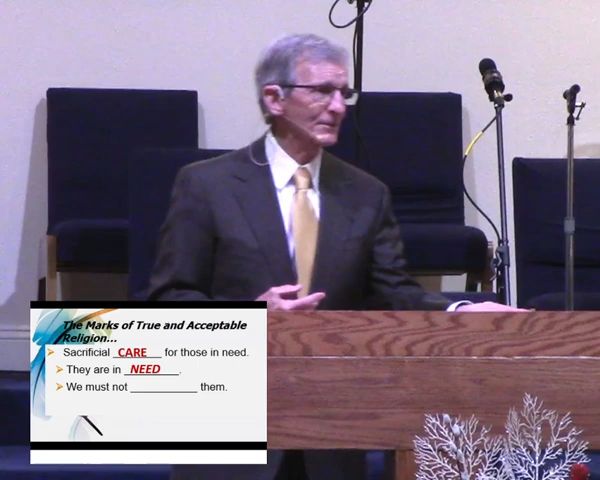 The Marks of True and Acceptable
Religion...
Sacrificial CARE for those in need.
They are in NEED.
We must not ____________ them.